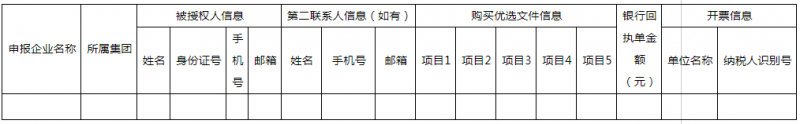 申报企业名称 所属集团 被授权人信息 第二联系人信息（如有） 购买优选文件信息 银行回执单金额（元） 开票信息
姓名 身份证号 手机号 邮箱 姓名 手机号 邮箱 项目1 项目2 项目3 项目4 项目5 单位名称 纳税人识别号